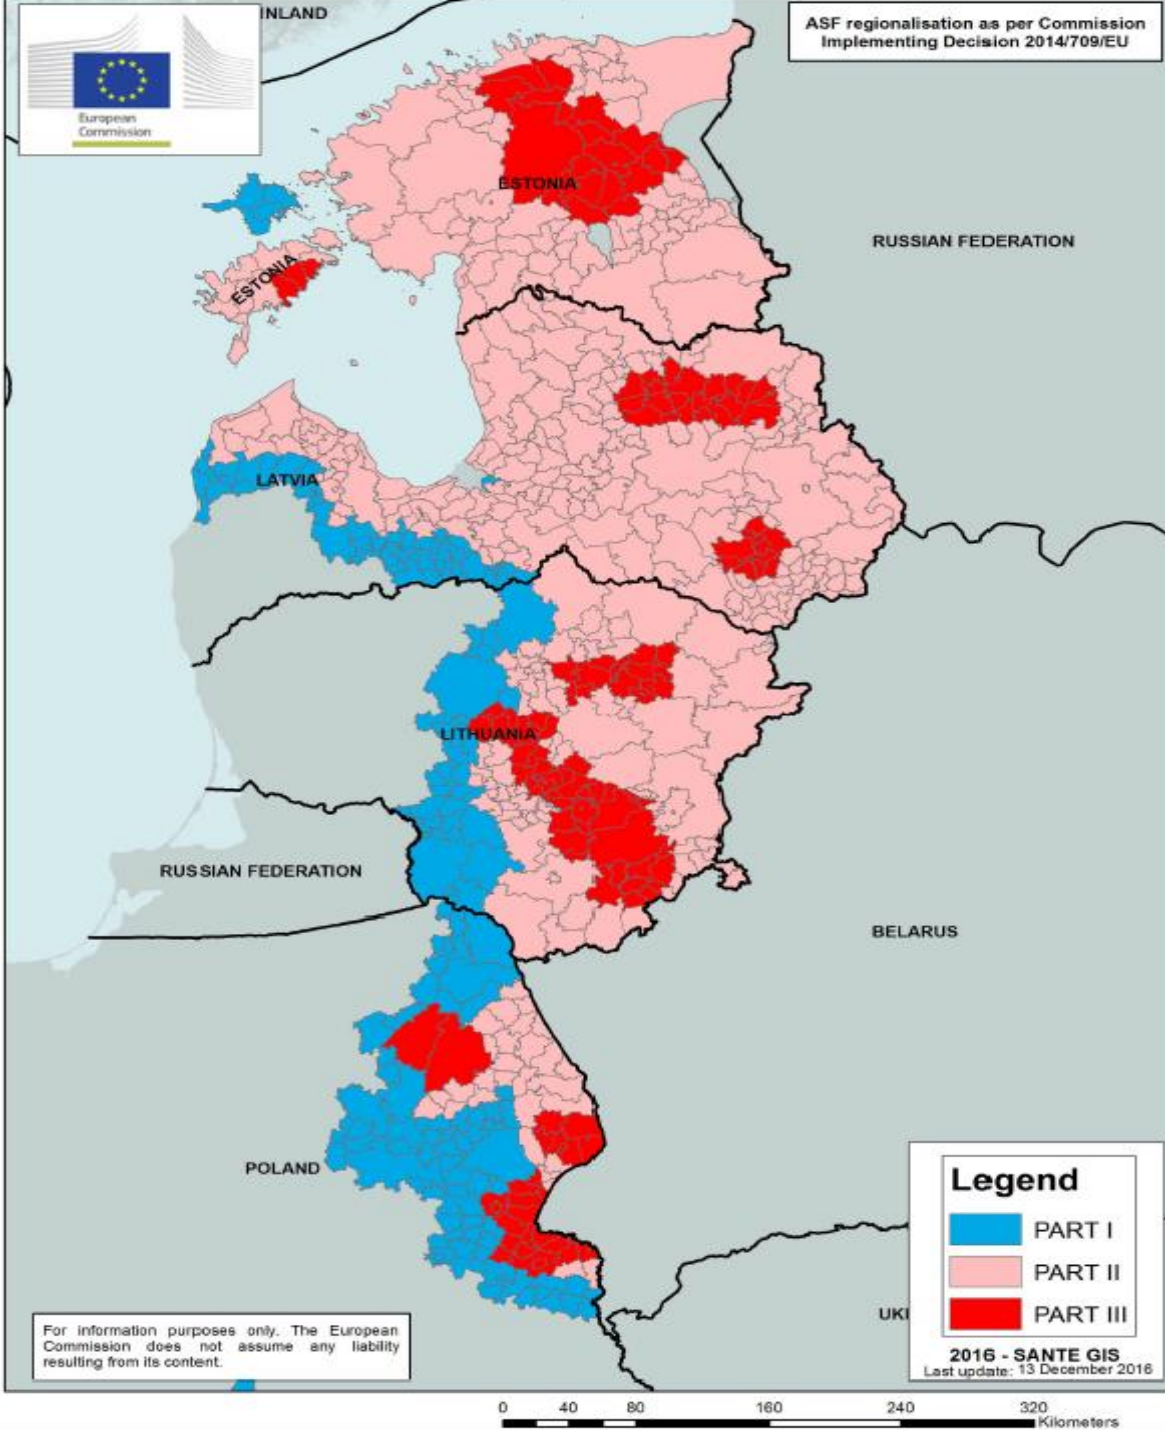 INLAND
ASF regionalisation as per Commission
Implementing Decision 2014/709/EU
European
Commission
ESTONIA
RUSSIAN FEDERATION
ESTONIA
LATVIA
LITHUANIA
RUSSIAN FEDERATION
BELARUS
POLAND
Legend
PART I
PART II
PART III
UKI
2016 - SANTE GIS
Last update: 13 December 2016
For information purposes only. The European
Commission does not assume any liability
resulting from its content.
0 40 80 160 240 320
Kilometers